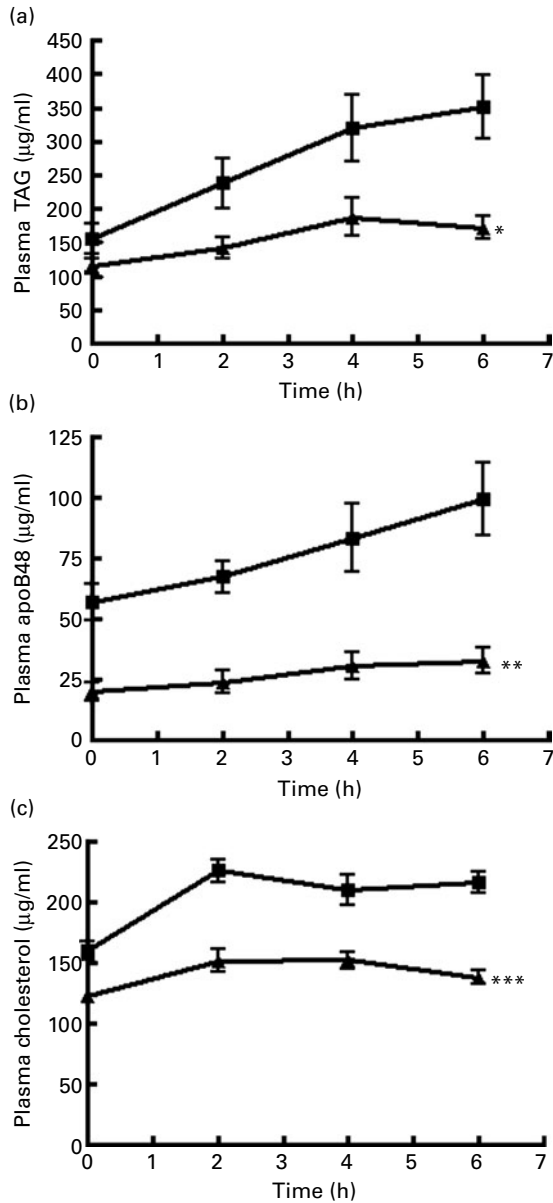 (a)
450
400
350
300
250
200
150
100
50
0
Plasma TAG (µg/ml)
*
0 1 2 3 4 5 6 7
Time (h)
(b)
125
100
75
50
25
0
Plasma apoB48 (µg/ml)
**
0 1 2 3 4 5 6 7
Time (h)
(c)
250
200
150
100
50
0
Plasma cholesterol (µg/ml)
***
0 1 2 3 4 5 6 7
Time (h)